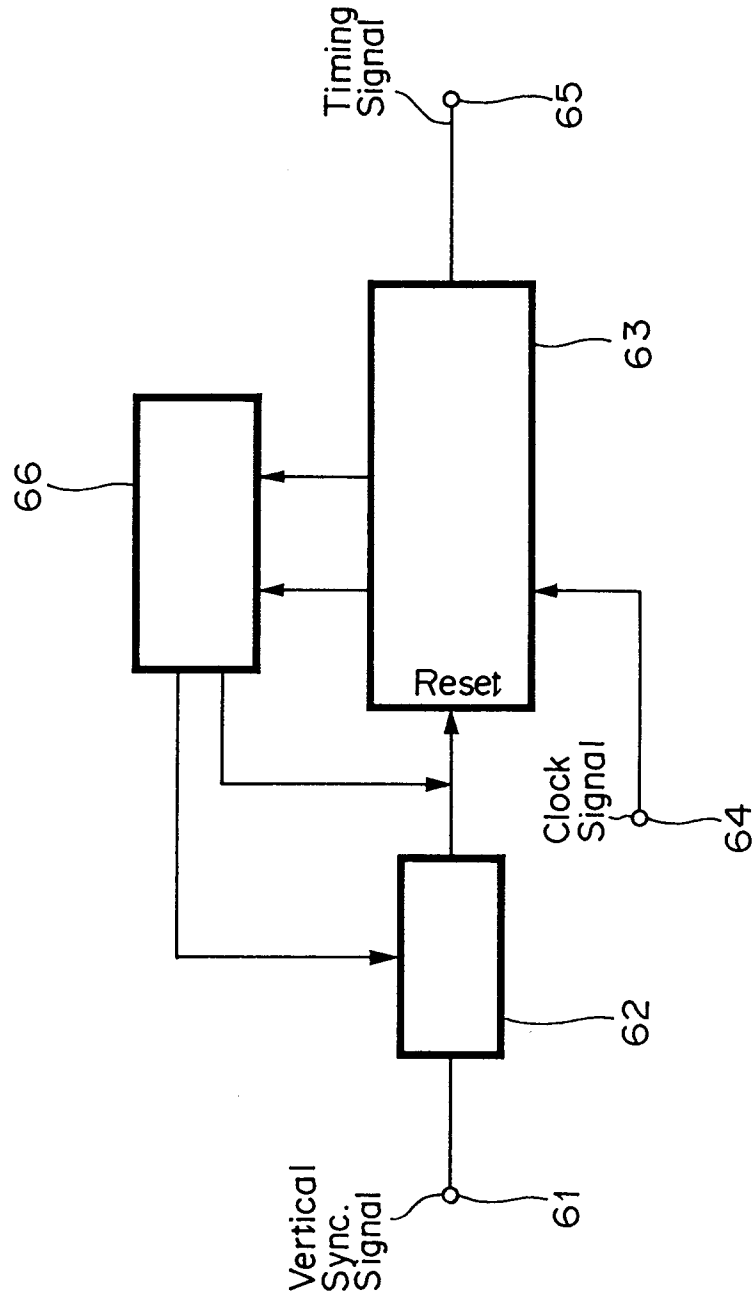 Vertical
Sync.
Signal
61
62
Clock
Signal
64
Reset
63
66
Timing
Signal
65